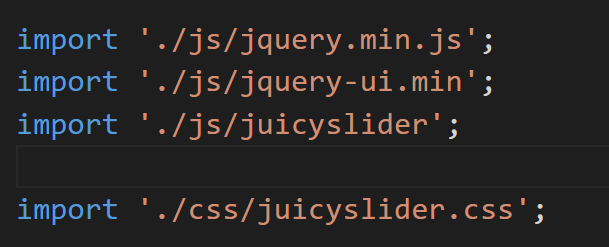 import './js/jquery.min.js';
import './js/jquery-ui.min';
import './js/juicyslider';
import './css/juicyslider.css';